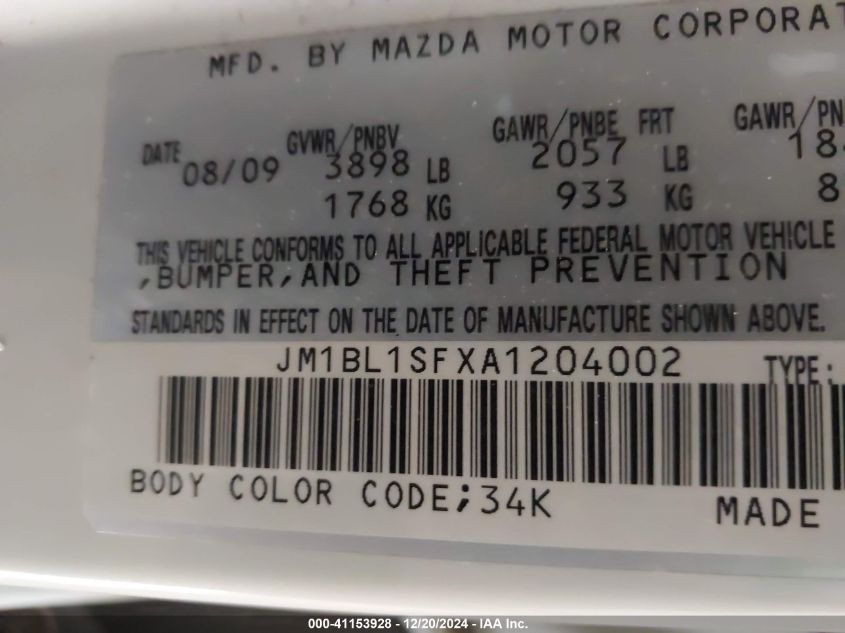 MFD. BY MAZDA MOTOR CORPORAT
DATE GVWR/PNBV GAWR/PNBE FRT GAWR/PN
08/09 3898 LB 2057 LB 18
1768 KG 933 KG 8
THIS VEHICLE CONFORMS TO ALL APPLICABLE FEDERAL MOTOR VEHICLE
,BUMPER,AND THEFT PREVENTION
STANDARDS IN EFFECT ON THE DATE OF MANUFACTURE SHOWN ABOVE.
JM1BL1SFXA1204002 TYPE:
BODY COLOR CODE;34K MADE
000-41153928 - 12/20/2024 - IAA Inc.